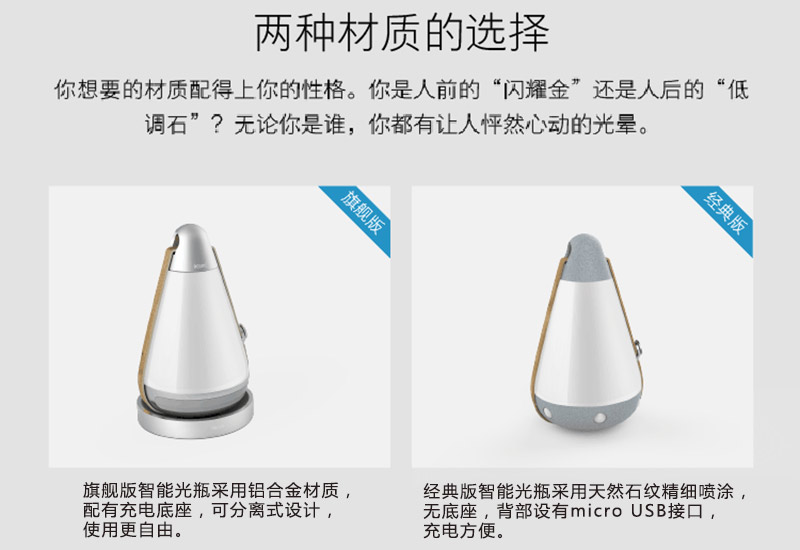 两种材质的选择
你想要的材质配得上你的性格。你是人前的“闪耀金”还是人后的“低
调石”？无论你是谁，你都有让人怦然心动的光晕。
旗舰版
经典版
旗舰版智能光瓶采用铝合金材质，
配有充电底座，可分离式设计，
使用更自由。
经典版智能光瓶采用天然石纹精细喷涂，
无底座，背部设有micro USB接口，
充电方便。